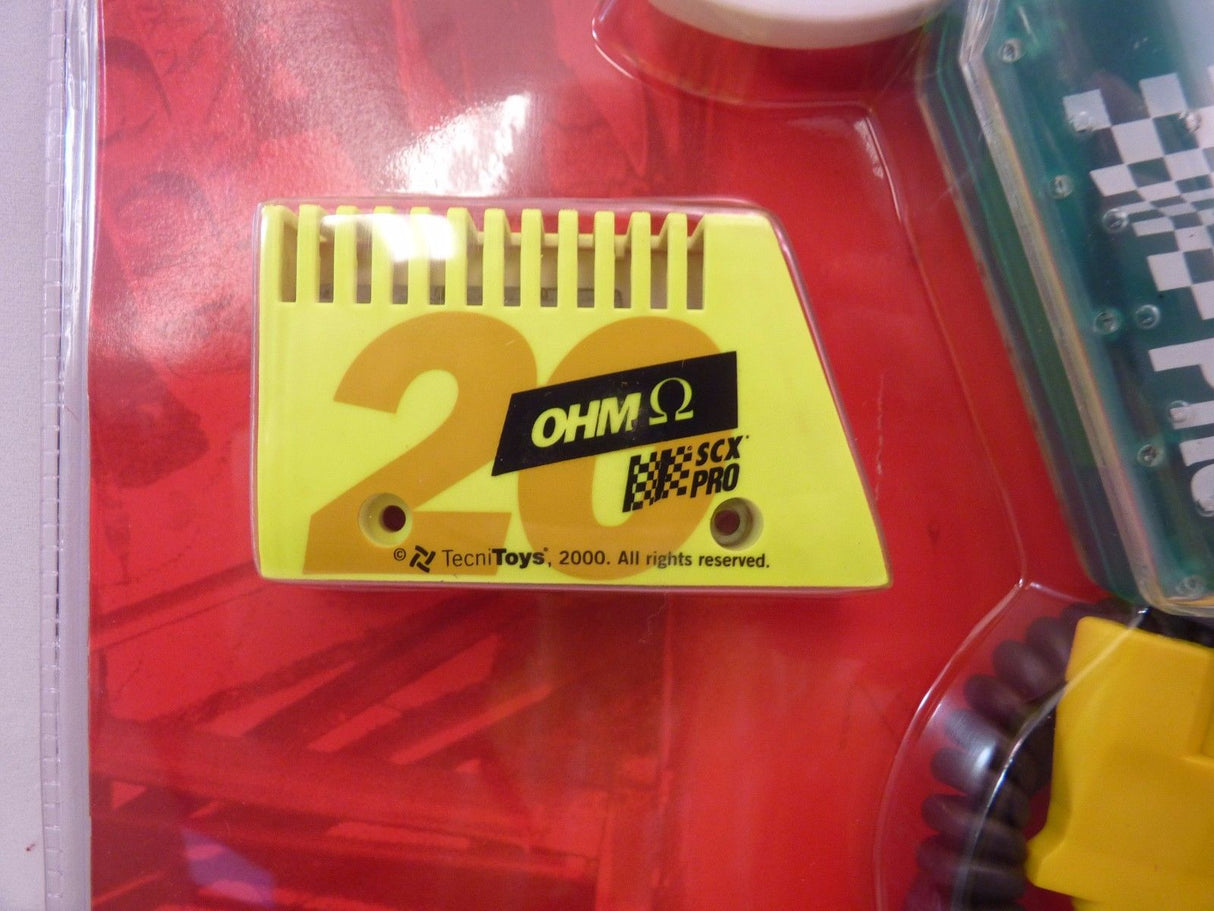 20
OHM Ω
SCX
PRO
© TecniToys®, 2000. All rights reserved.